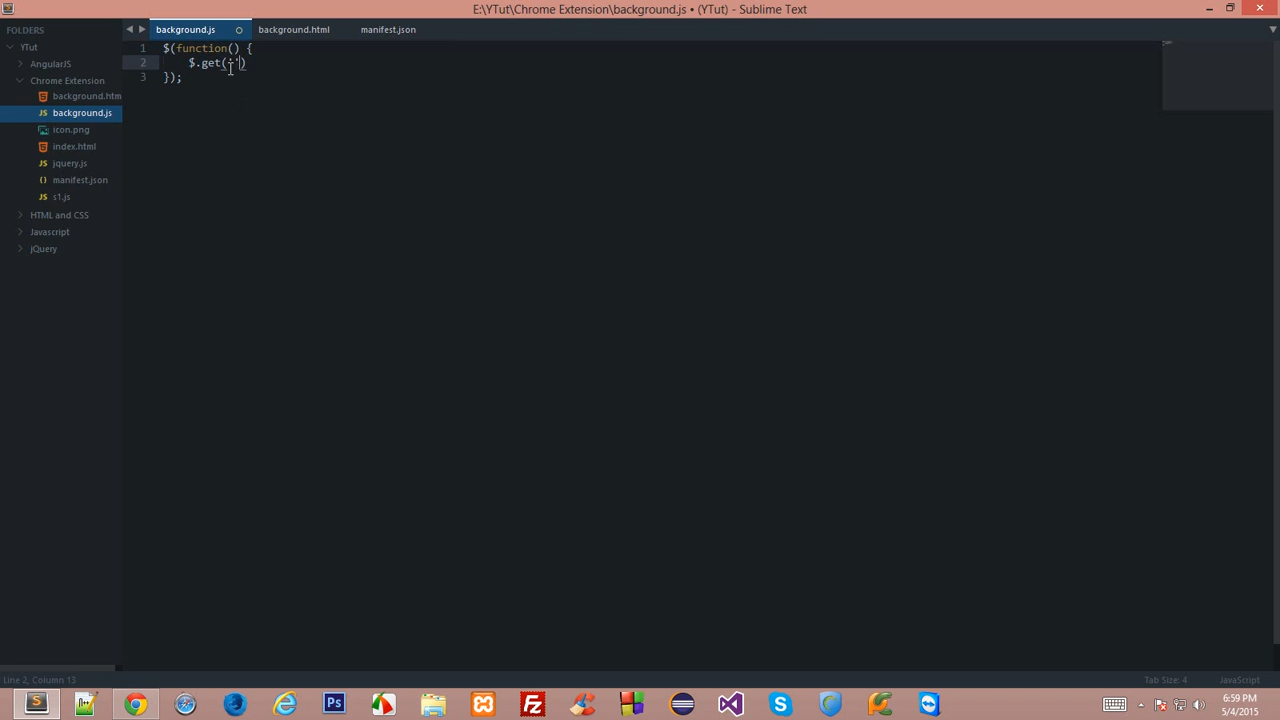 E:\YTut\Chrome Extension\background.js • (YTut) - Sublime Text
FOLDERS
YTut
AngularJS
Chrome Extension
background.htm
background.js
icon.png
index.html
jquery.js
manifest.json
s1.js
HTML and CSS
Javascript
jQuery
background.js
background.html
manifest.json
1 $(function() {
2 $.get('')
3 });
Line 2, Column 13
Tab Size: 4
JavaScript
6:59 PM
5/4/2015